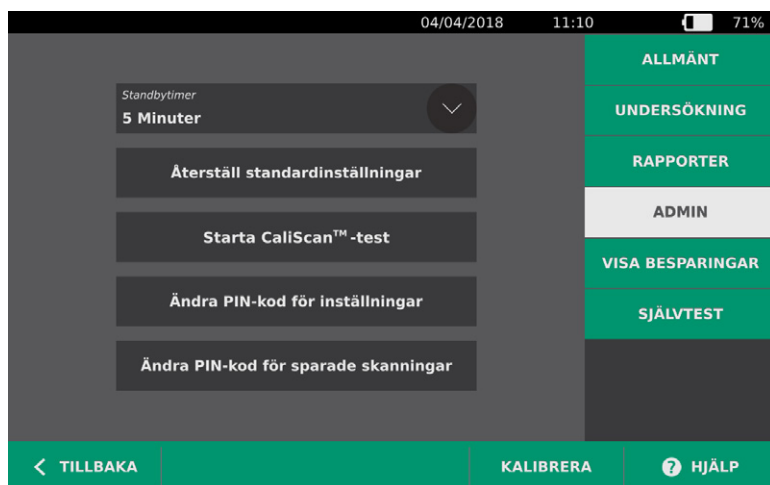 04/04/2018 11:10 71%
ALLMÄNT
Standbytimer
5 Minuter
UNDERSÖKNING
Återställ standardinställningar
RAPPORTER
ADMIN
Starta CaliScan™-test
VISA BESPARINGAR
Ändra PIN-kod för inställningar
SJÄLVTEST
Ändra PIN-kod för sparade skanningar
TILLBAKA
KALIBRERA
? HJÄLP